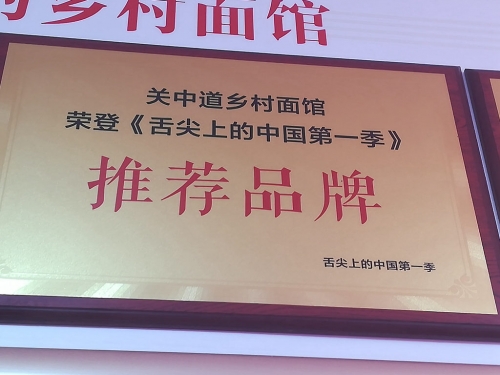 的乡村面馆
关中道乡村面馆
荣登《舌尖上的中国第一季》
推荐品牌
舌尖上的中国第一季